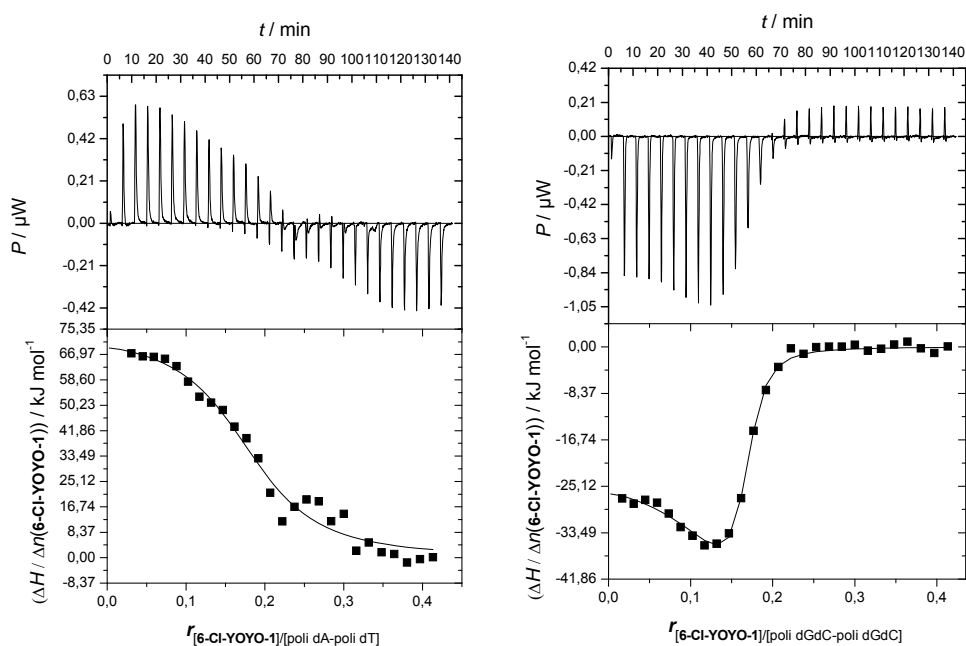 t / min
0 10 20 30 40 50 60 70 80 90 100 110 120 130 140
0,63
0,42
0,21
0,00
-0,21
-0,42
P / µW
75,35
66,97
58,60
50,23
41,86
33,49
25,12
16,74
8,37
0,00
-8,37
(ΔH / Δn(6-Cl-YOYO-1)) / kJ mol⁻¹
0,0 0,1 0,2 0,3 0,4
r[6-Cl-YOYO-1]/[poli dA-poli dT]
t / min
0 10 20 30 40 50 60 70 80 90 100 110 120 130 140
0,42
0,21
0,00
-0,21
-0,42
-0,63
-0,84
-1,05
P / µW
0,00
-8,37
-16,74
-25,12
-33,49
-41,86
(ΔH / Δn(6-Cl-YOYO-1)) / kJ mol⁻¹
0,0 0,1 0,2 0,3 0,4
r[6-Cl-YOYO-1]/[poli dGdC-poli dGdC]